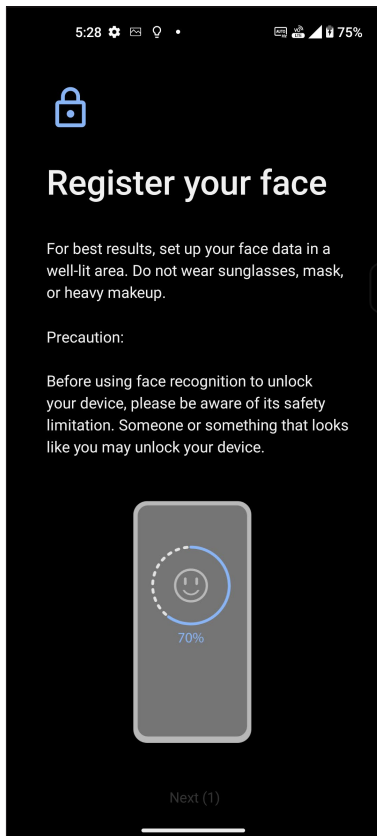 5:28 75%
Register your face
For best results, set up your face data in a
well-lit area. Do not wear sunglasses, mask,
or heavy makeup.
Precaution:
Before using face recognition to unlock
your device, please be aware of its safety
limitation. Someone or something that looks
like you may unlock your device.
70%
Next (1)